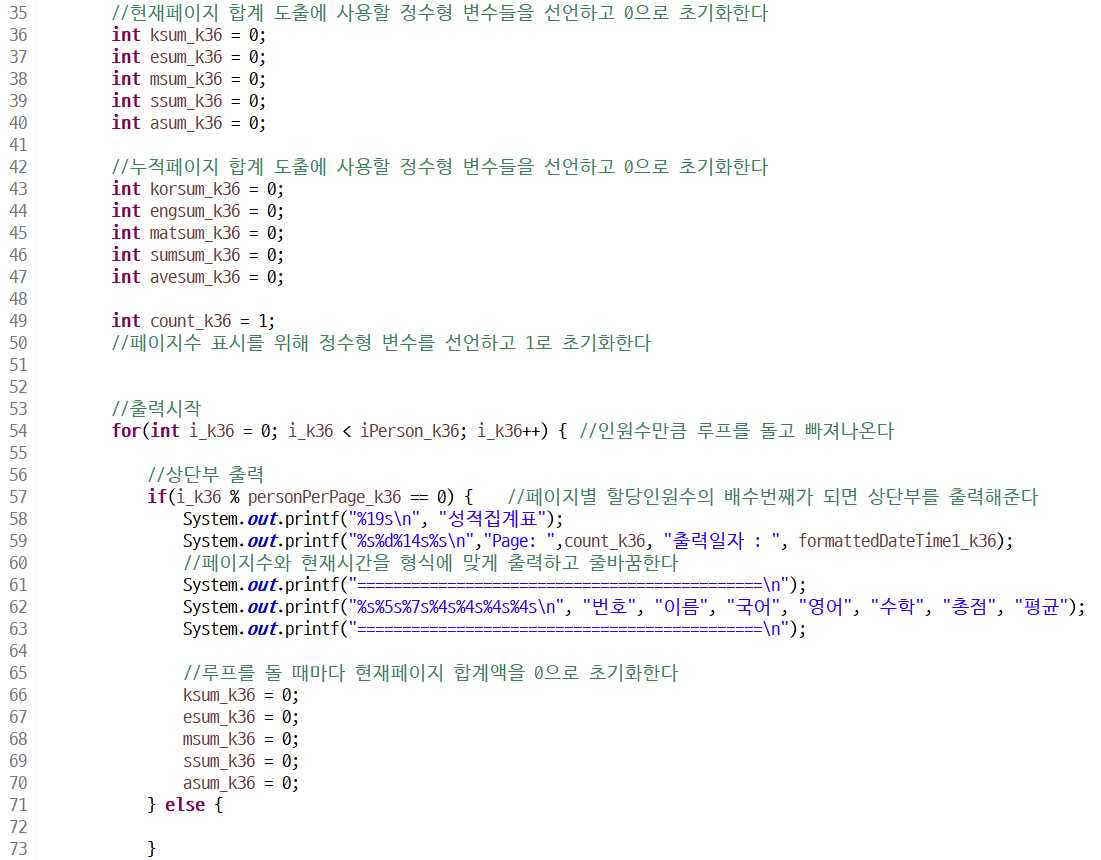 35 //현재페이지 합계 도출에 사용할 정수형 변수들을 선언하고 0으로 초기화한다
36 int ksum_k36 = 0;
37 int esum_k36 = 0;
38 int msum_k36 = 0;
39 int ssum_k36 = 0;
40 int asum_k36 = 0;
41
42 //누적페이지 합계 도출에 사용할 정수형 변수들을 선언하고 0으로 초기화한다
43 int korsum_k36 = 0;
44 int engsum_k36 = 0;
45 int matsum_k36 = 0;
46 int sumsum_k36 = 0;
47 int avesum_k36 = 0;
48
49 int count_k36 = 1;
50 //페이지수 표시를 위해 정수형 변수를 선언하고 1로 초기화한다
51
52
53 //출력시작
54 for(int i_k36 = 0; i_k36 < iPerson_k36; i_k36++) { //인원수만큼 루프를 돌고 빠져나온다
55
56 //상단부 출력
57 if(i_k36 % personPerPage_k36 == 0) { //페이지별 할당인원수의 배수번째가 되면 상단부를 출력해준다
58 System.out.printf("%19s\n", "성적집계표");
59 System.out.printf("%s%d%14s%s\n","Page: ",count_k36, "출력일자 : ", formattedDateTime1_k36);
60 //페이지수와 현재시간을 형식에 맞게 출력하고 줄바꿈한다
61 System.out.printf("=============================================\n");
62 System.out.printf("%s%5s%7s%4s%4s%4s%4s\n", "번호", "이름", "국어", "영어", "수학", "총점", "평균");
63 System.out.printf("=============================================\n");
64
65 //루프를 돌 때마다 현재페이지 합계액을 0으로 초기화한다
66 ksum_k36 = 0;
67 esum_k36 = 0;
68 msum_k36 = 0;
69 ssum_k36 = 0;
70 asum_k36 = 0;
71 } else {
72
73 }